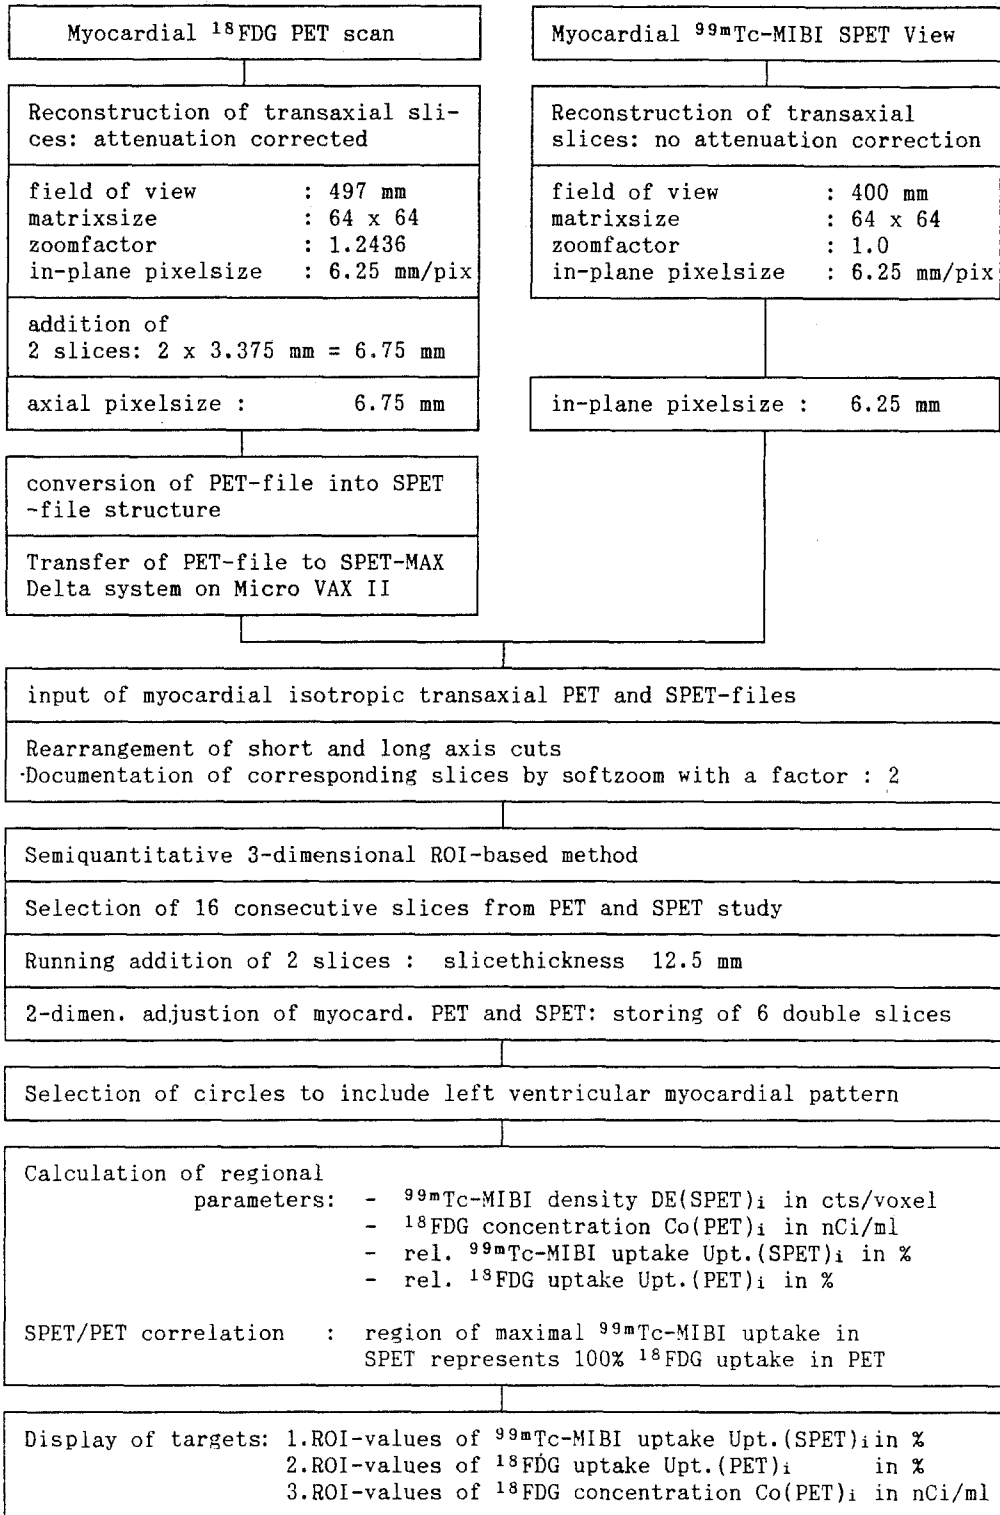 Myocardial ¹⁸FDG PET scan
Reconstruction of transaxial sli-
ces: attenuation corrected
field of view : 497 mm
matrixsize : 64 x 64
zoomfactor : 1.2436
in-plane pixelsize : 6.25 mm/pix
addition of
2 slices: 2 x 3.375 mm = 6.75 mm
axial pixelsize : 6.75 mm
conversion of PET-file into SPET
-file structure
Transfer of PET-file to SPET-MAX
Delta system on Micro VAX II
Myocardial ⁹⁹ᵐTc-MIBI SPET View
Reconstruction of transaxial
slices: no attenuation correction
field of view : 400 mm
matrixsize : 64 x 64
zoomfactor : 1.0
in-plane pixelsize : 6.25 mm/pix
in-plane pixelsize : 6.25 mm
input of myocardial isotropic transaxial PET and SPET-files
Rearrangement of short and long axis cuts
Documentation of corresponding slices by softzoom with a factor : 2
Semiquantitative 3-dimensional ROI-based method
Selection of 16 consecutive slices from PET and SPET study
Running addition of 2 slices : slicethickness 12.5 mm
2-dimen. adjustion of myocard. PET and SPET: storing of 6 double slices
Selection of circles to include left ventricular myocardial pattern
Calculation of regional
parameters: - ⁹⁹ᵐTc-MIBI density DE(SPET)ᵢ in cts/voxel
- ¹⁸FDG concentration Co(PET)ᵢ in nCi/ml
- rel. ⁹⁹ᵐTc-MIBI uptake Upt.(SPET)ᵢ in %
- rel. ¹⁸FDG uptake Upt.(PET)ᵢ in %
SPET/PET correlation : region of maximal ⁹⁹ᵐTc-MIBI uptake in
SPET represents 100% ¹⁸FDG uptake in PET
Display of targets: 1.ROI-values of ⁹⁹ᵐTc-MIBI uptake Upt.(SPET)ᵢ in %
2.ROI-values of ¹⁸FDG uptake Upt.(PET)ᵢ in %
3.ROI-values of ¹⁸FDG concentration Co(PET)ᵢ in nCi/ml